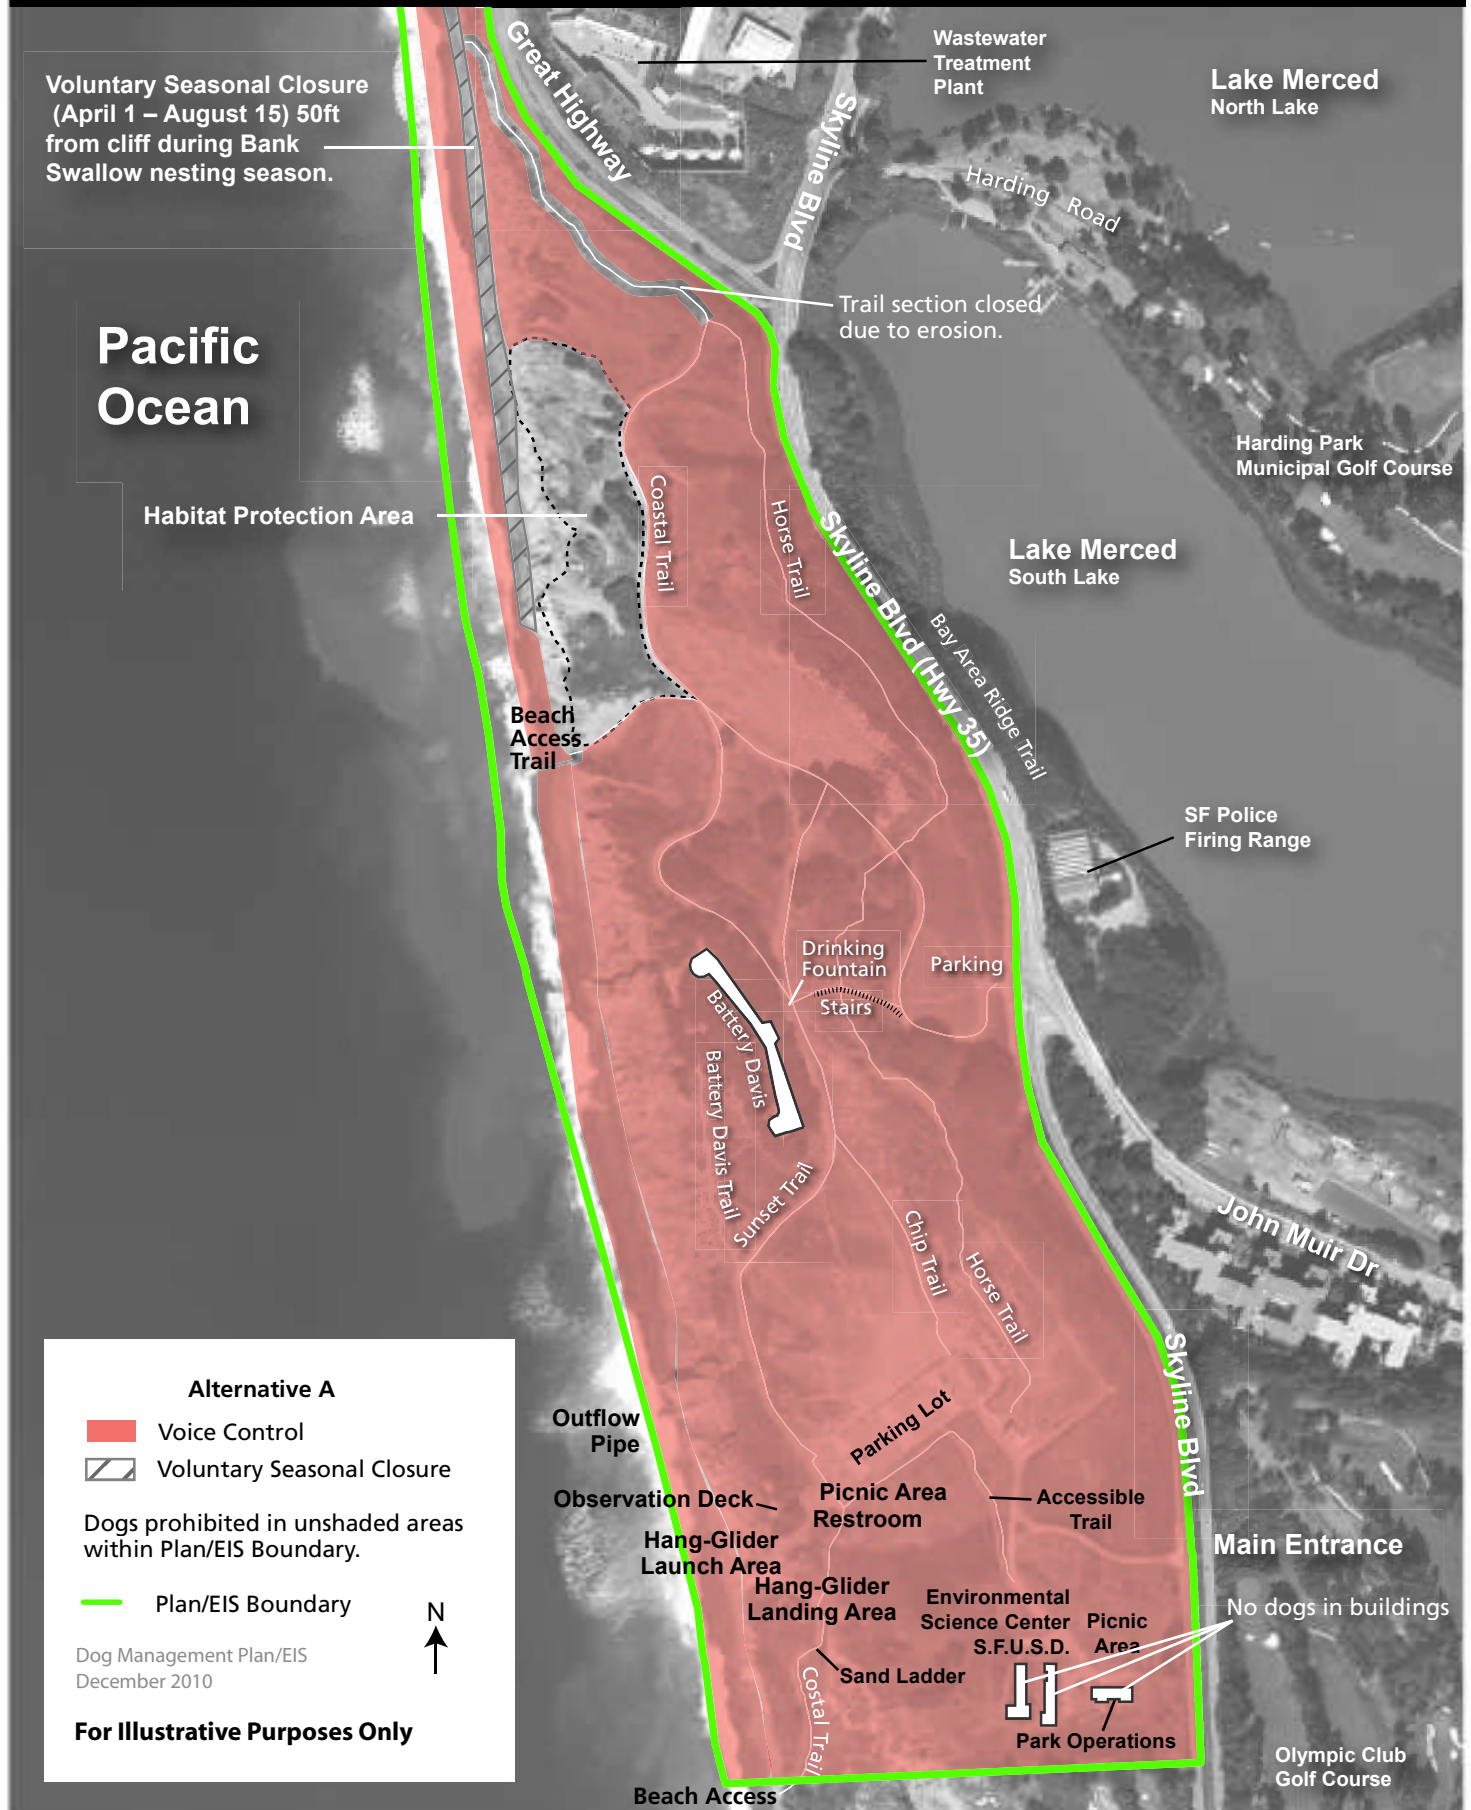 Great Highway
Wastewater
Treatment
Plant
Lake Merced
North Lake
Voluntary Seasonal Closure
(April 1 – August 15) 50ft
from cliff during Bank
Swallow nesting season.
Skyline Blvd
Harding Road
Trail section closed
due to erosion.
Pacific
Ocean
Harding Park
Municipal Golf Course
Habitat Protection Area
Coastal Trail
Horse Trail
Skyline Blvd (Hwy 35)
Lake Merced
South Lake
Bay Area Ridge Trail
Beach
Access
Trail
SF Police
Firing Range
Drinking
Fountain
Parking
Stairs
Battery Davis
Battery Davis Trail
Sunset Trail
Chip Trail
Horse Trail
John Muir Dr
Skyline Blvd
Alternative A
Voice Control
Voluntary Seasonal Closure
Dogs prohibited in unshaded areas
within Plan/EIS Boundary.
Plan/EIS Boundary
N
Dog Management Plan/EIS
December 2010
For Illustrative Purposes Only
Outflow
Pipe
Parking Lot
Observation Deck
Picnic Area
Restroom
Accessible
Trail
Hang-Glider
Launch Area
Main Entrance
Hang-Glider
Landing Area
Environmental
Science Center
S.F.U.S.D.
Picnic
Area
No dogs in buildings
Sand Ladder
Costal Trail
Park Operations
Olympic Club
Golf Course
Beach Access